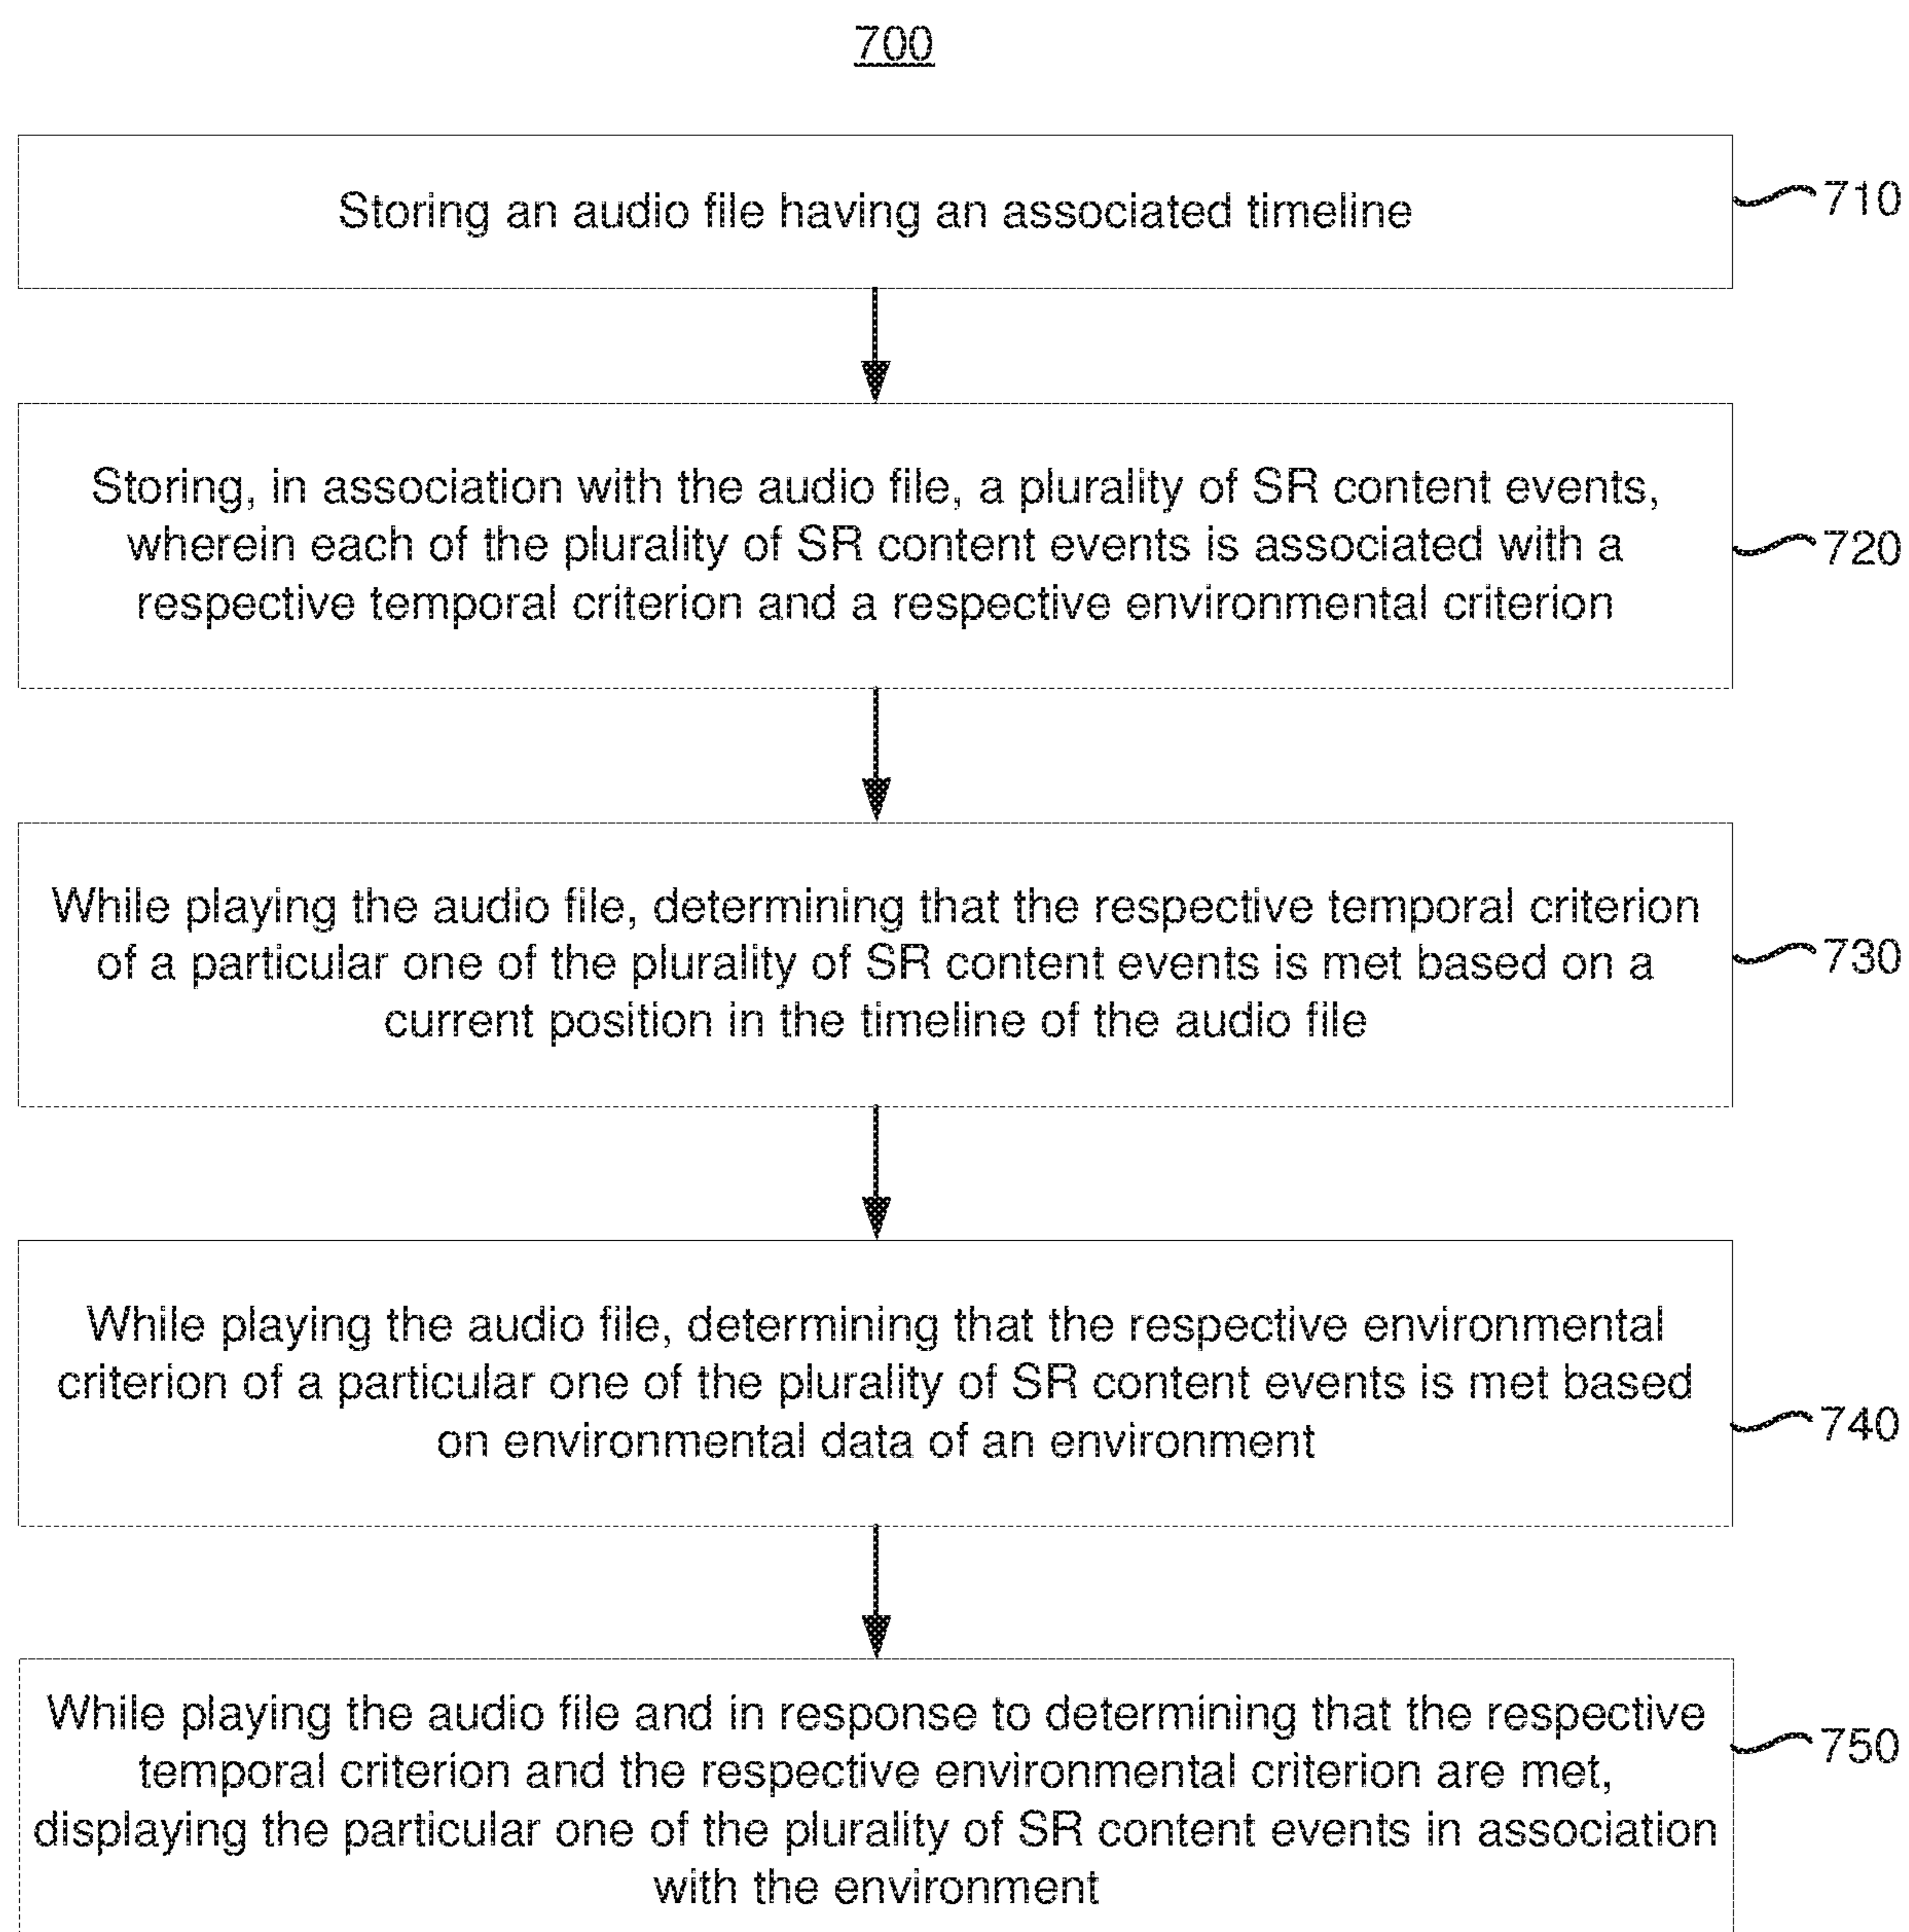 700
Storing an audio file having an associated timeline
710
Storing, in association with the audio file, a plurality of SR content events,
wherein each of the plurality of SR content events is associated with a
respective temporal criterion and a respective environmental criterion
720
While playing the audio file, determining that the respective temporal criterion
of a particular one of the plurality of SR content events is met based on a
current position in the timeline of the audio file
730
While playing the audio file, determining that the respective environmental
criterion of a particular one of the plurality of SR content events is met based
on environmental data of an environment
740
While playing the audio file and in response to determining that the respective
temporal criterion and the respective environmental criterion are met,
displaying the particular one of the plurality of SR content events in association
with the environment
750